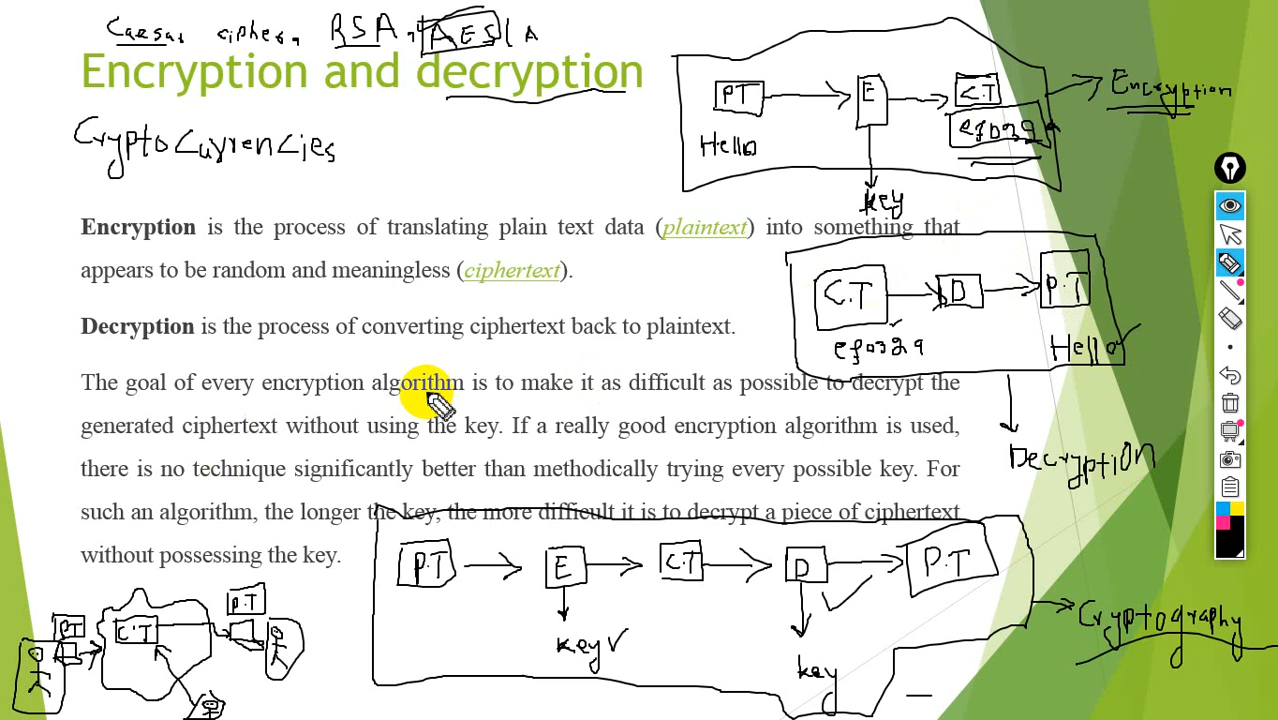 Caesar cipher, RSA, AES
Encryption and decryption
CryptoCurrencies
PT
E
C.T
Encryption
Hello
ef0329
key
Encryption is the process of translating plain text data (plaintext) into something that
appears to be random and meaningless (ciphertext).
C.T
D
P.T
ef0329
Hello
Decryption is the process of converting ciphertext back to plaintext.
The goal of every encryption algorithm is to make it as difficult as possible to decrypt the
generated ciphertext without using the key. If a really good encryption algorithm is used,
Decryption
there is no technique significantly better than methodically trying every possible key. For
such an algorithm, the longer the key, the more difficult it is to decrypt a piece of ciphertext
without possessing the key.
P.T
E
C.T
D
P.T
key
key
Cryptography
P.T
PT
C.T